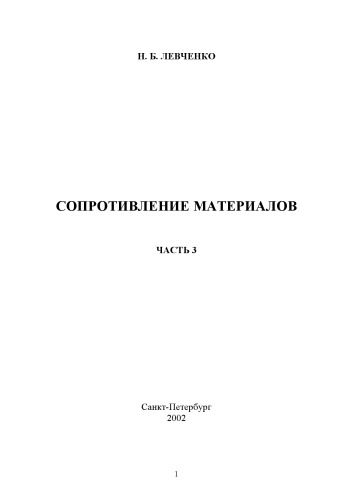 Н. Б. ЛЕВЧЕНКО
СОПРОТИВЛЕНИЕ МАТЕРИАЛОВ
ЧАСТЬ 3
Санкт-Петербург
2002
1